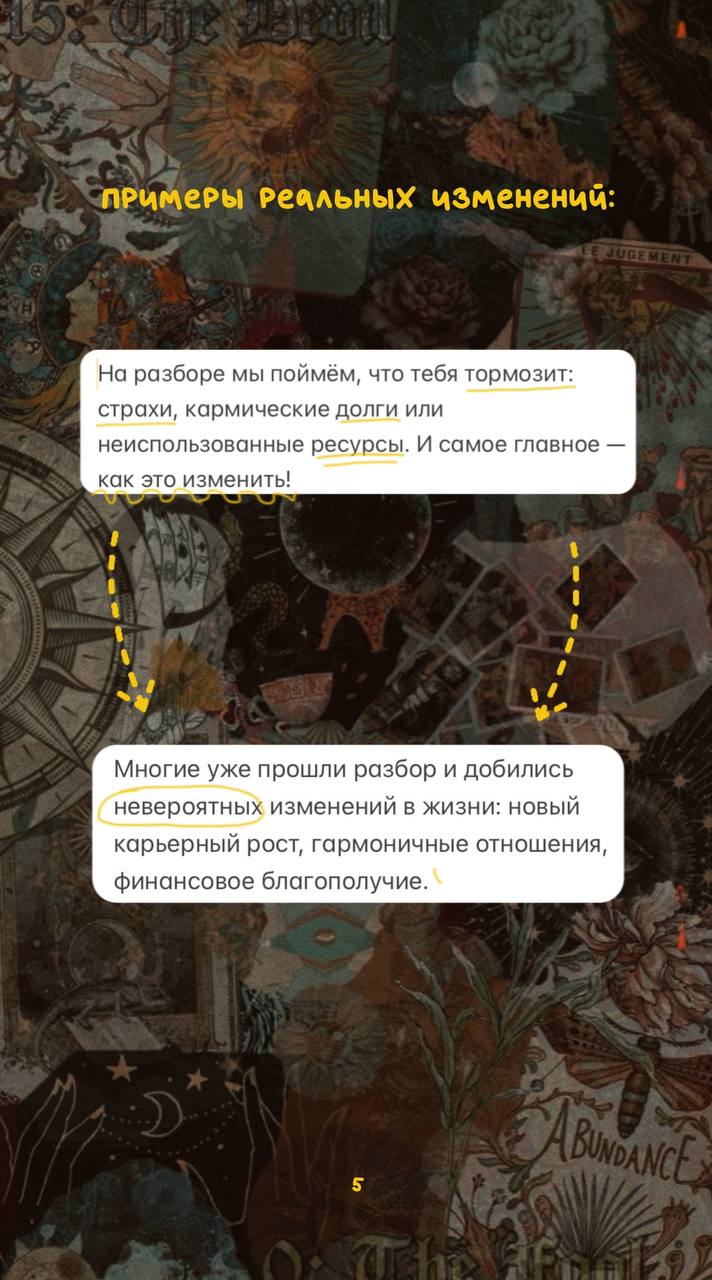 15: The Devil
примеры реальных изменений:
LE JUGEMENT
На разборе мы поймём, что тебя тормозит:
страхи, кармические долги или
неиспользованные ресурсы. И самое главное —
как это изменить!
Многие уже прошли разбор и добились
невероятных изменений в жизни: новый
карьерный рост, гармоничные отношения,
финансовое благополучие.
ABUNDANCE
5
0: The Fool